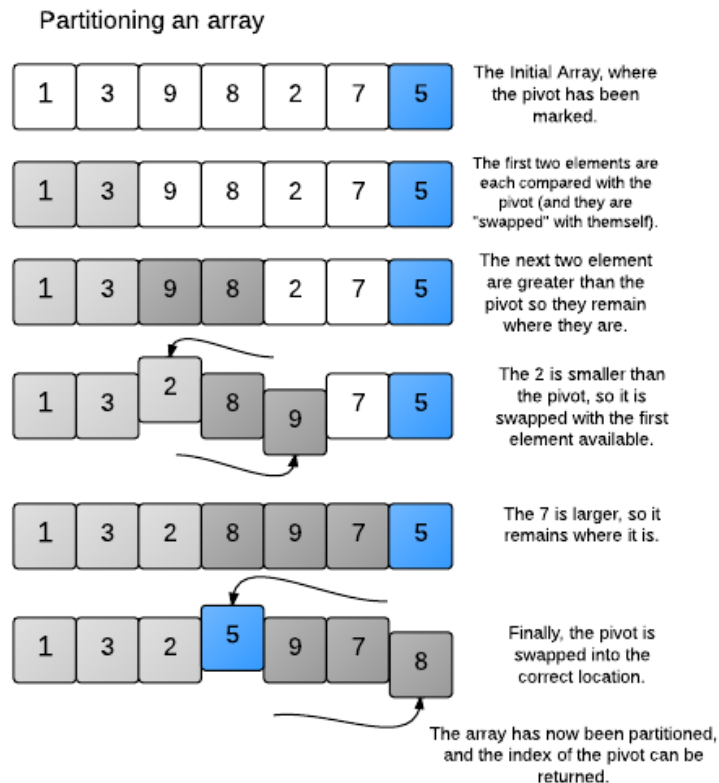 Partitioning an array
1 3 9 8 2 7 5
The Initial Array, where
the pivot has been
marked.
1 3 9 8 2 7 5
The first two elements are
each compared with the
pivot (and they are
"swapped" with themself).
1 3 9 8 2 7 5
The next two element
are greater than the
pivot so they remain
where they are.
1 3 2 8 9 7 5
The 2 is smaller than
the pivot, so it is
swapped with the first
element available.
1 3 2 8 9 7 5
The 7 is larger, so it
remains where it is.
1 3 2 5 9 7 8
Finally, the pivot is
swapped into the
correct location.
The array has now been partitioned,
and the index of the pivot can be
returned.